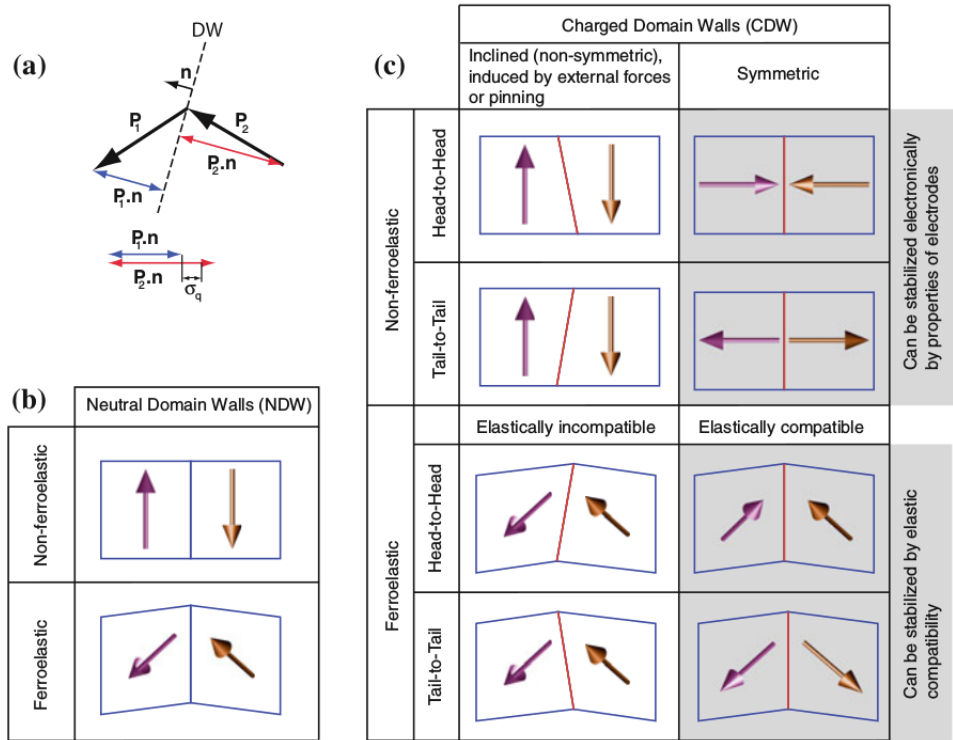 (a)
DW
n
P1
P2
P1.n
P2.n
P1.n
P2.n
σq
(b)
Neutral Domain Walls (NDW)
Non-ferroelastic
Ferroelastic
(c)
Charged Domain Walls (CDW)
Inclined (non-symmetric),
induced by external forces
or pinning
Symmetric
Non-ferroelastic
Head-to-Head
Tail-to-Tail
Can be stabilized electronically
by properties of electrodes
Elastically incompatible
Elastically compatible
Ferroelastic
Head-to-Head
Tail-to-Tail
Can be stabilized by elastic
compatibility